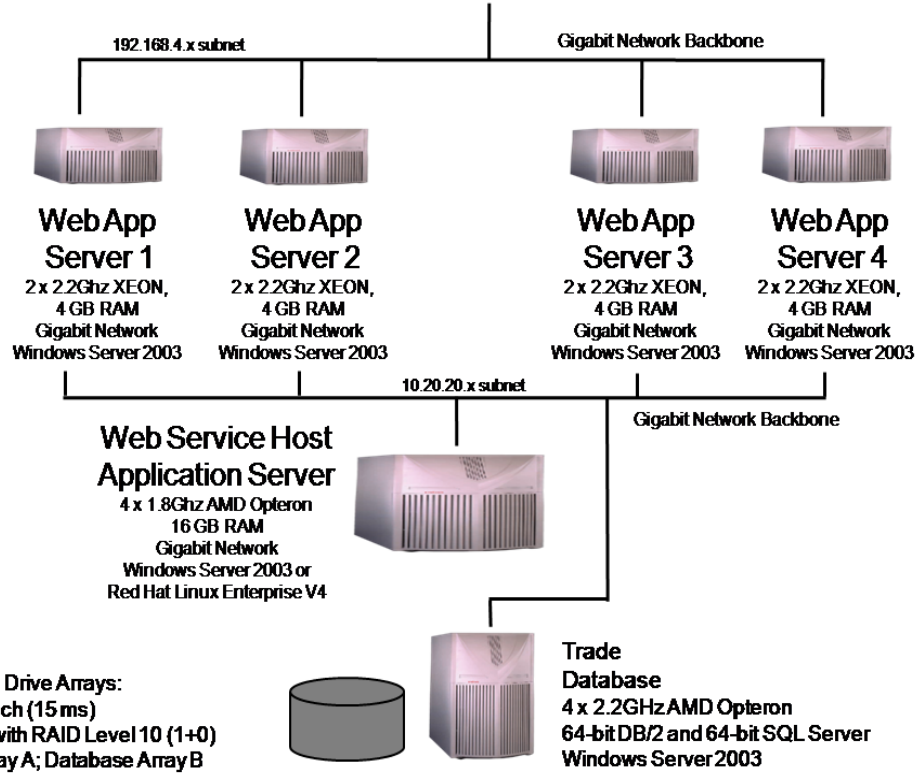 192.168.4.x subnet
Gigabit Network Backbone
Web App
Server 1
2 x 2.2Ghz XEON,
4 GB RAM
Gigabit Network
Windows Server 2003
Web App
Server 2
2 x 2.2Ghz XEON,
4 GB RAM
Gigabit Network
Windows Server 2003
Web App
Server 3
2 x 2.2Ghz XEON,
4 GB RAM
Gigabit Network
Windows Server 2003
Web App
Server 4
2 x 2.2Ghz XEON,
4 GB RAM
Gigabit Network
Windows Server 2003
10.20.20.x subnet
Gigabit Network Backbone
Web Service Host
Application Server
4 x 1.8Ghz AMD Opteron
16 GB RAM
Gigabit Network
Windows Server 2003 or
Red Hat Linux Enterprise V4
Drive Arrays:
(15 ms)
with RAID Level 10 (1+0)
Database Array B
Trade
Database
4 x 2.2GHz AMD Opteron
64-bit DB/2 and 64-bit SQL Server
Windows Server 2003